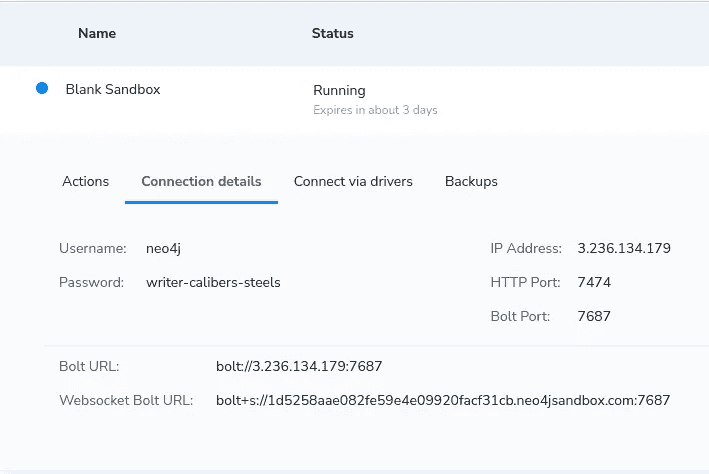 Name Status
Blank Sandbox Running
Expires in about 3 days
Actions Connection details Connect via drivers Backups
Username: neo4j IP Address: 3.236.134.179
Password: writer-calibers-steels HTTP Port: 7474
Bolt Port: 7687
Bolt URL: bolt://3.236.134.179:7687
Websocket Bolt URL: bolt+s://1d5258aae082fe59e4e09920facf31cb.neo4jsandbox.com:7687